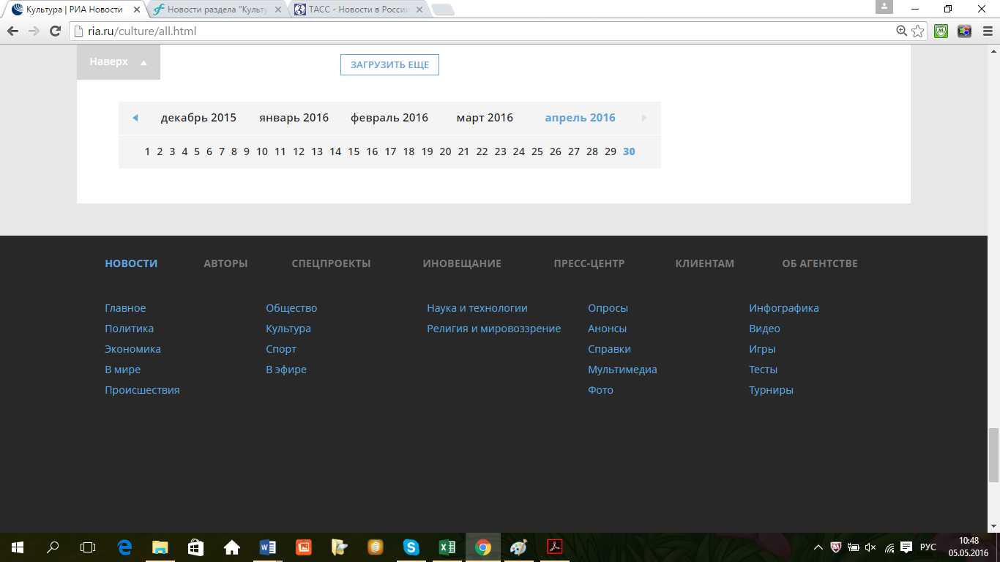 Культура | РИА Новости Новости раздела "Культу ТАСС - Новости в России
ria.ru/culture/all.html
Наверх ЗАГРУЗИТЬ ЕЩЕ
декабрь 2015 январь 2016 февраль 2016 март 2016 апрель 2016
1 2 3 4 5 6 7 8 9 10 11 12 13 14 15 16 17 18 19 20 21 22 23 24 25 26 27 28 29 30
НОВОСТИ АВТОРЫ СПЕЦПРОЕКТЫ ИНОВЕЩАНИЕ ПРЕСС-ЦЕНТР КЛИЕНТАМ ОБ АГЕНТСТВЕ
Главное Общество Наука и технологии Опросы Инфографика
Политика Культура Религия и мировоззрение Анонсы Видео
Экономика Спорт Справки Игры
В мире В эфире Мультимедиа Тесты
Происшествия Фото Турниры
РУС 10:48
05.05.2016